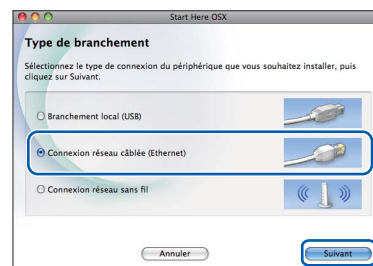 Start Here OSX
Type de branchement
Sélectionnez le type de connexion du périphérique que vous souhaitez installer, puis
cliquez sur Suivant.
Branchement local (USB)
Connexion réseau câblée (Ethernet)
Connexion réseau sans fil
Annuler
Suivant